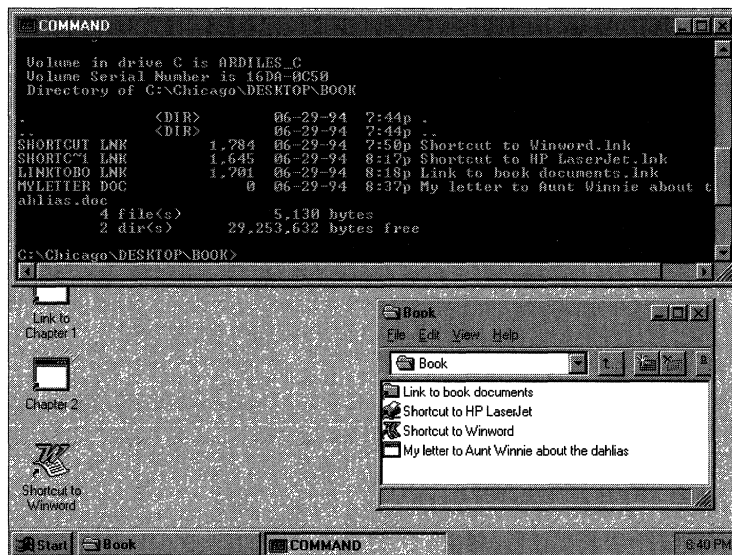 COMMAND
Volume in drive C is ARDILES_C
Volume Serial Number is 16DA-0C50
Directory of C:\Chicago\DESKTOP\BOOK
. <DIR> 06-29-94 7:44p .
.. <DIR> 06-29-94 7:44p ..
SHORTCUT LNK 1,784 06-29-94 7:50p Shortcut to Winword.lnk
SHORTC~1 LNK 1,645 06-29-94 8:17p Shortcut to HP LaserJet.lnk
LINKTOBO LNK 1,701 06-29-94 8:18p Link to book documents.lnk
MYLETTER DOC 0 06-29-94 8:37p My letter to Aunt Winnie about t
ahlias.doc
4 file(s) 5,130 bytes
2 dir(s) 29,253,632 bytes free
C:\Chicago\DESKTOP\BOOK>
Link to
Chapter 1
Chapter 2
Shortcut to
Winword
Book
File Edit View Help
Book
Link to book documents
Shortcut to HP LaserJet
Shortcut to Winword
My letter to Aunt Winnie about the dahlias
Start Book COMMAND 8:40 PM